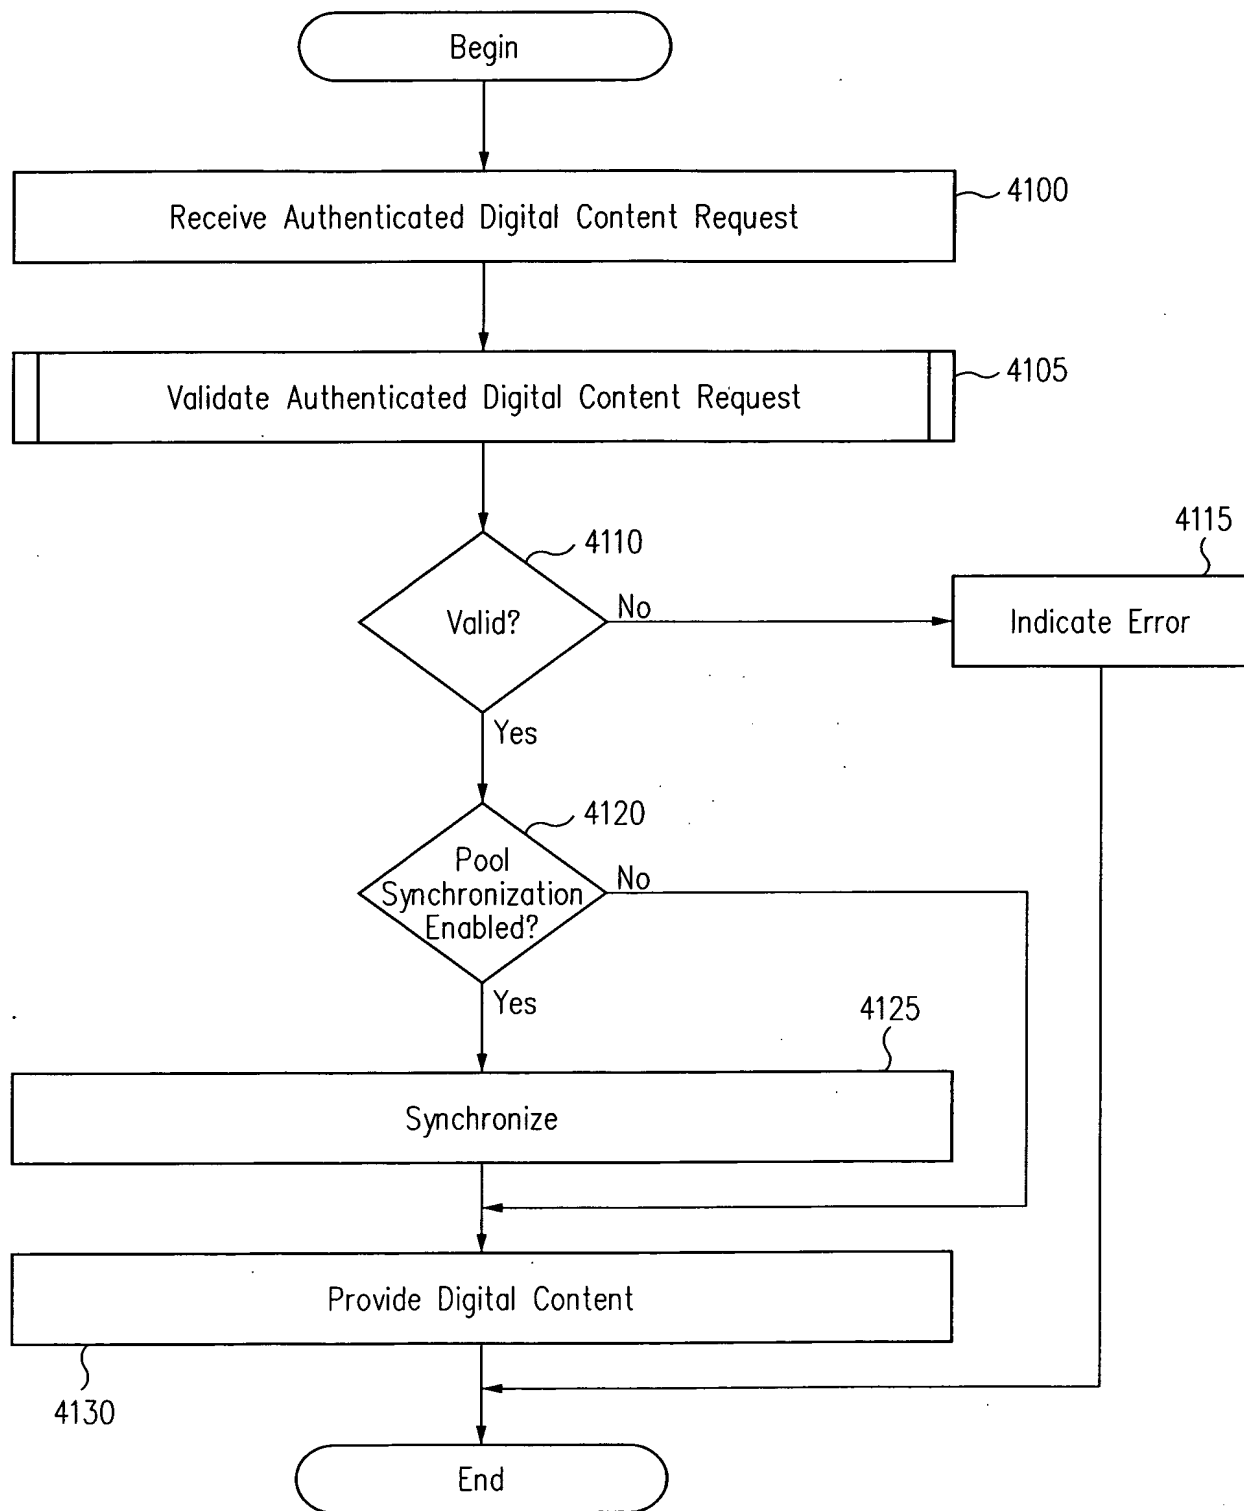 Begin
Receive Authenticated Digital Content Request
4100
Validate Authenticated Digital Content Request
4105
4110
Valid?
No
4115
Indicate Error
Yes
4120
Pool
Synchronization
Enabled?
No
Yes
4125
Synchronize
Provide Digital Content
4130
End